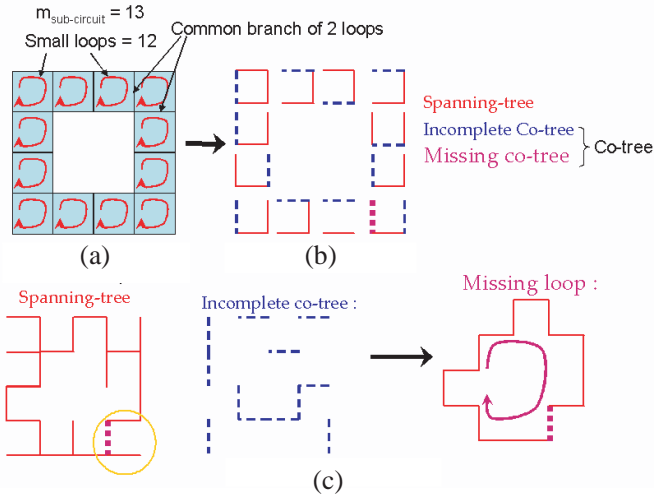 m_sub-circuit = 13
Small loops = 12
Common branch of 2 loops
Spanning-tree
Incomplete Co-tree
Missing co-tree
Co-tree
(a)
(b)
Spanning-tree
Incomplete co-tree :
Missing loop :
(c)